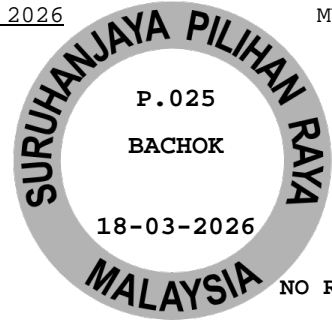 2026
M
SURUHANJAYA PILIHAN RAYA
P.025
BACHOK
18-03-2026
MALAYSIA
NO R